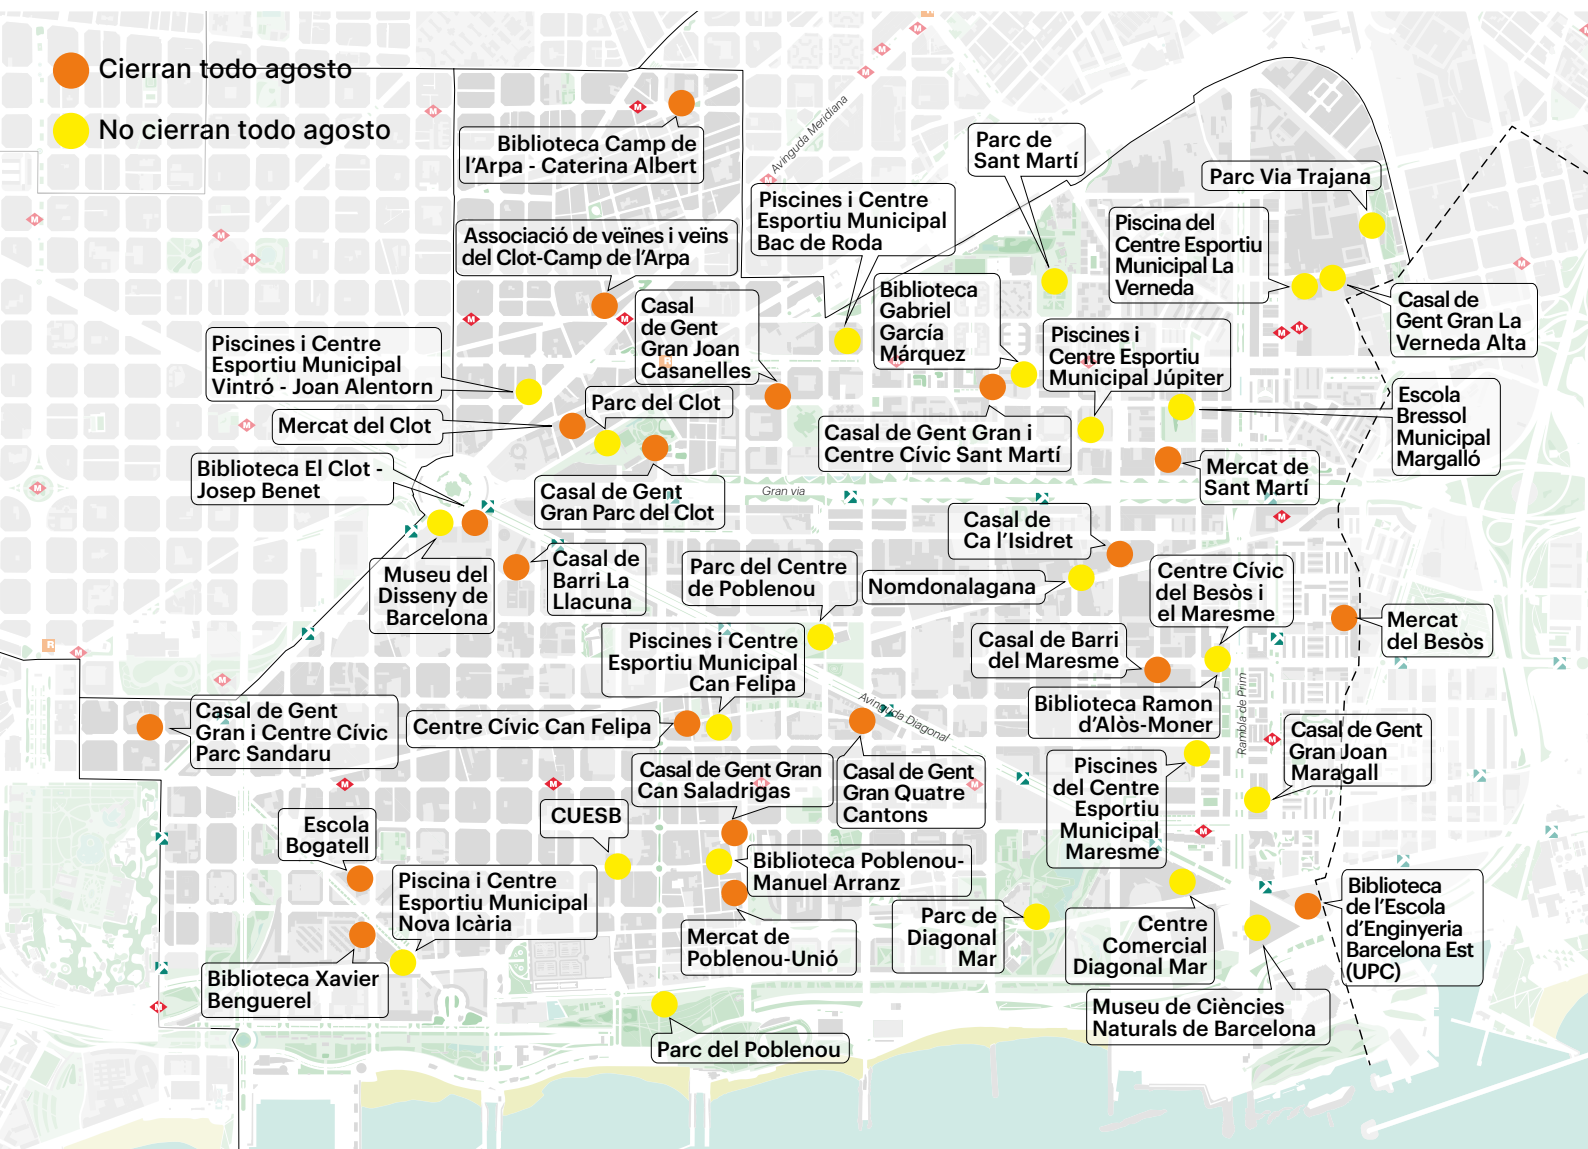 Cierran todo agosto
No cierran todo agosto
Biblioteca Camp de
l'Arpa - Caterina Albert
Avinguda Meridiana
Parc de
Sant Martí
Parc Via Trajana
Piscines i Centre
Esportiu Municipal
Bac de Roda
Piscina del
Centre Esportiu
Municipal La
Verneda
Associació de veïnes i veïns
del Clot-Camp de l'Arpa
Casal
de Gent
Gran Joan
Casanelles
Biblioteca
Gabriel
García
Márquez
Casal de
Gent Gran La
Verneda Alta
Piscines i Centre
Esportiu Municipal
Vintró - Joan Alentorn
Piscines i
Centre Esportiu
Municipal Júpiter
Parc del Clot
Mercat del Clot
Casal de Gent Gran i
Centre Cívic Sant Martí
Escola
Bressol
Municipal
Margalló
Biblioteca El Clot -
Josep Benet
Casal de Gent
Gran Parc del Clot
Gran via
Mercat de
Sant Martí
Casal de
Ca l'Isidret
Museu del
Disseny de
Barcelona
Casal de
Barri La
Llacuna
Parc del Centre
de Poblenou
Nomdonalagana
Centre Cívic
del Besòs i
el Maresme
Mercat
del Besòs
Piscines i Centre
Esportiu Municipal
Can Felipa
Casal de Barri
del Maresme
Biblioteca Ramon
d'Alòs-Moner
Rambla de Prim
Avinguda Diagonal
Casal de Gent
Gran i Centre Cívic
Parc Sandaru
Centre Cívic Can Felipa
Casal de Gent
Gran Joan
Maragall
Casal de Gent Gran
Can Saladrigas
Casal de Gent
Gran Quatre
Cantons
Piscines
del Centre
Esportiu
Municipal
Maresme
CUESB
Escola
Bogatell
Biblioteca Poblenou-
Manuel Arranz
Piscina i Centre
Esportiu Municipal
Nova Icària
Biblioteca
de l'Escola
d'Enginyeria
Barcelona Est
(UPC)
Parc de
Diagonal
Mar
Centre
Comercial
Diagonal Mar
Mercat de
Poblenou-Unió
Biblioteca Xavier
Benguerel
Museu de Ciències
Naturals de Barcelona
Parc del Poblenou